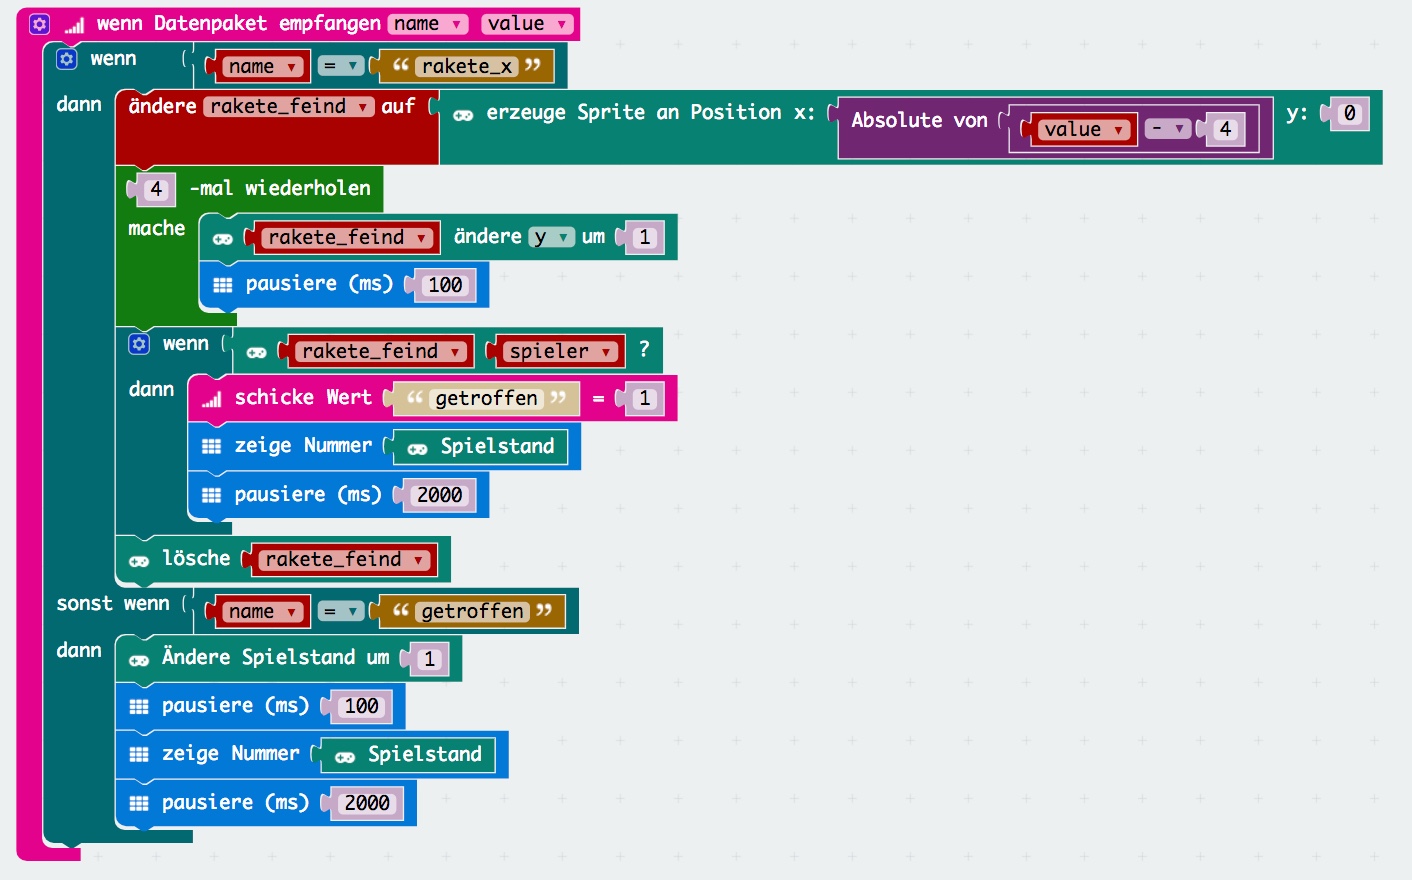 wenn Datenpaket empfangen name value
wenn name = “ rakete_x ”
dann ändere rakete_feind auf erzeuge Sprite an Position x: Absolute von value - 4 y: 0
4 -mal wiederholen
mache rakete_feind ändere y um 1
pausiere (ms) 100
wenn rakete_feind spieler ?
dann schicke Wert “ getroffen ” = 1
zeige Nummer Spielstand
pausiere (ms) 2000
lösche rakete_feind
sonst wenn name = “ getroffen ”
dann Ändere Spielstand um 1
pausiere (ms) 100
zeige Nummer Spielstand
pausiere (ms) 2000